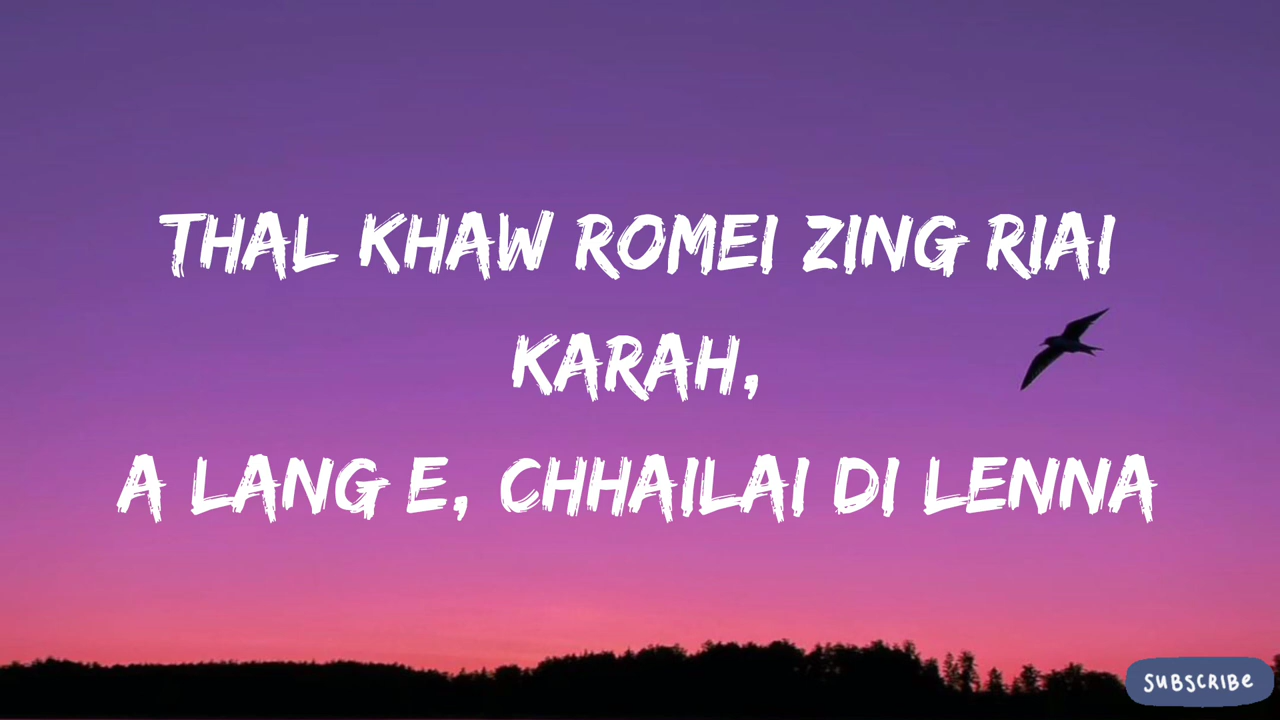 THAL KHAW ROMEI ZING RIAI
KARAH,
A LANG E, CHHAILAI DI LENNA
SUBSCRIBE